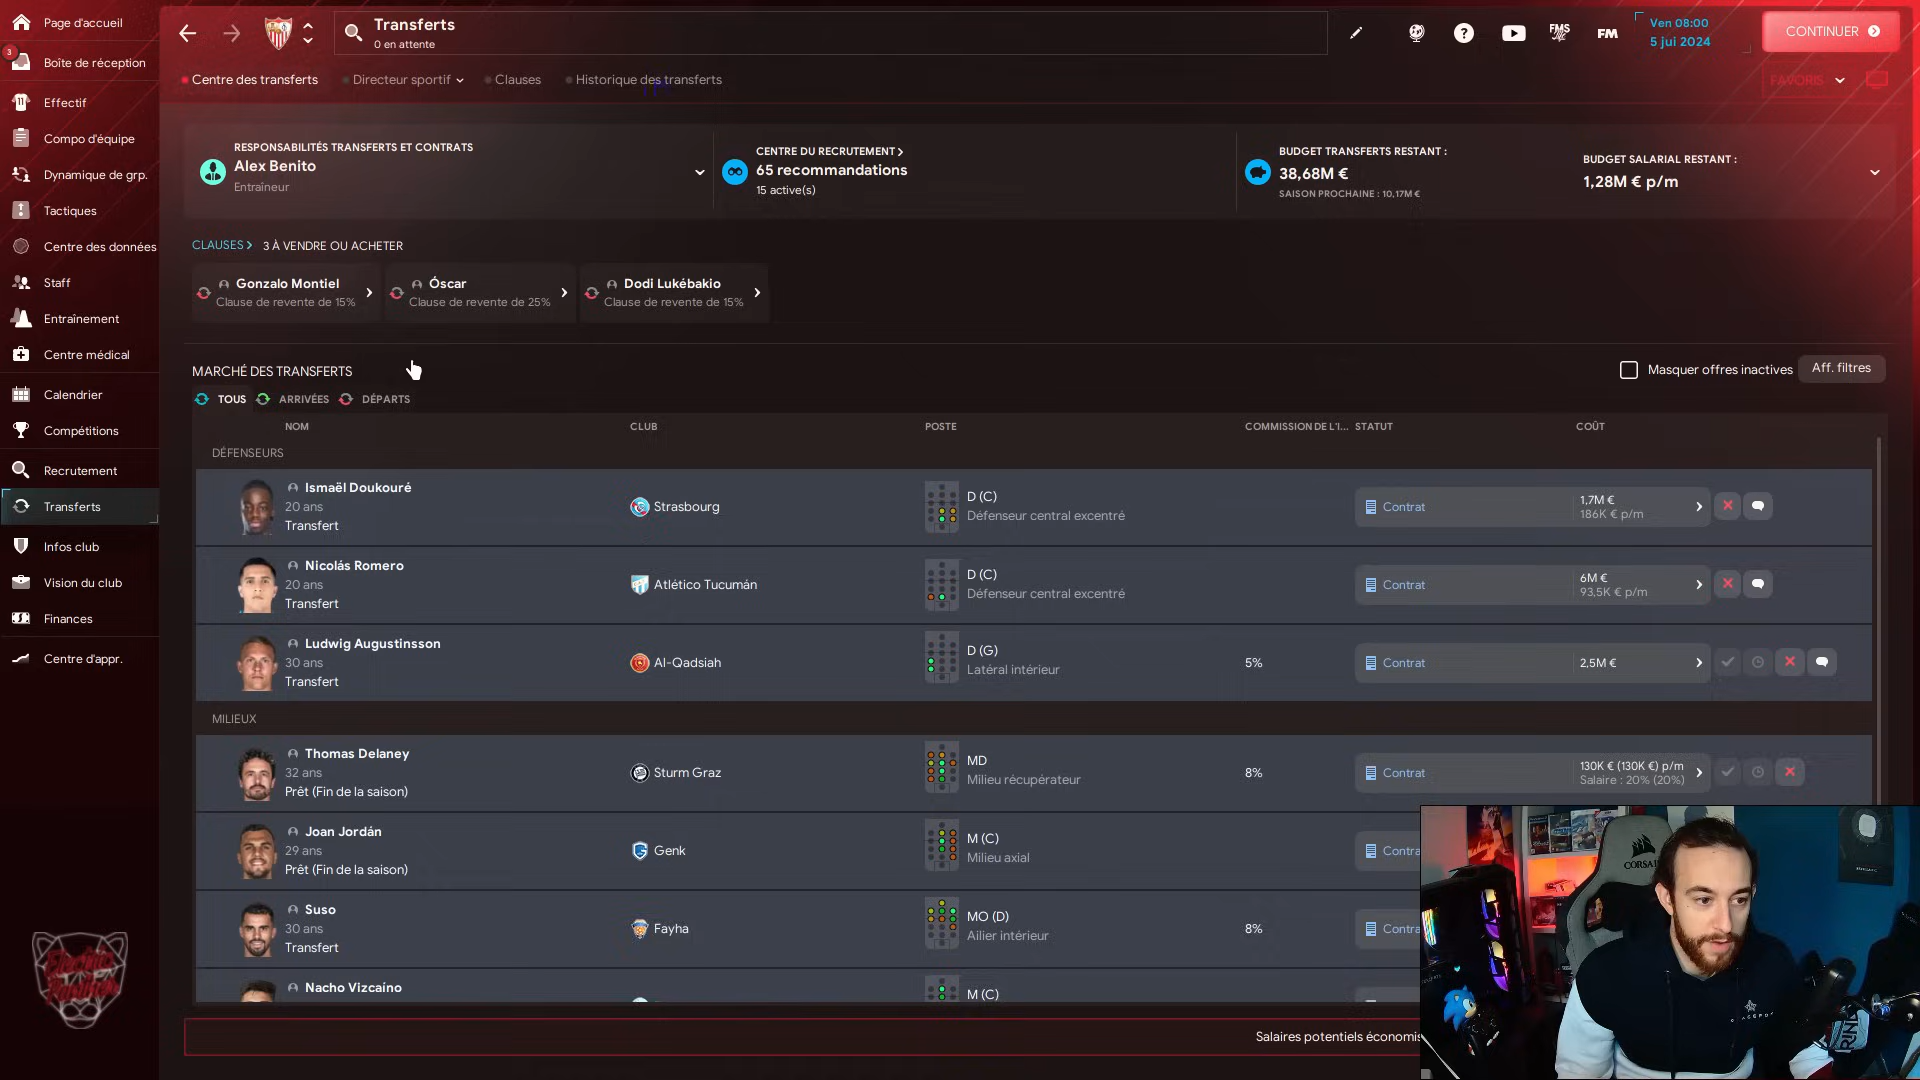 Page d'accueil
3
Boîte de réception
Effectif
Compo d'équipe
Dynamique de grp.
Tactiques
Centre des données
Staff
Entraînement
Centre médical
Calendrier
Compétitions
Recrutement
Transferts
Infos club
Vision du club
Finances
Centre d'appr.
Transferts
0 en attente
FM
Ven 08:00
5 jui 2024
CONTINUER
Centre des transferts
Directeur sportif
Clauses
Historique des transferts
FAVORIS
RESPONSABILITÉS TRANSFERTS ET CONTRATS
Alex Benito
Entraîneur
CENTRE DU RECRUTEMENT
65 recommandations
15 active(s)
BUDGET TRANSFERTS RESTANT :
38,68M €
SAISON PROCHAINE : 10,17M €
BUDGET SALARIAL RESTANT :
1,28M € p/m
CLAUSES 3 À VENDRE OU ACHETER
Gonzalo Montiel
Clause de revente de 15%
Óscar
Clause de revente de 25%
Dodi Lukébakio
Clause de revente de 15%
MARCHÉ DES TRANSFERTS
Masquer offres inactives
Aff. filtres
TOUS ARRIVÉES DÉPARTS
NOM CLUB POSTE COMMISSION DE L'I... STATUT COÛT
DÉFENSEURS
Ismaël Doukouré
20 ans
Transfert
Strasbourg
D (C)
Défenseur central excentré
Contrat
1,7M €
186K € p/m
Nicolás Romero
20 ans
Transfert
Atlético Tucumán
D (C)
Défenseur central excentré
Contrat
6M €
93,5K € p/m
Ludwig Augustinsson
30 ans
Transfert
Al-Qadsiah
D (G)
Latéral intérieur
5%
Contrat
2,5M €
MILIEUX
Thomas Delaney
32 ans
Prêt (Fin de la saison)
Sturm Graz
MD
Milieu récupérateur
8%
Contrat
130K € (130K €) p/m
Salaire : 20% (20%)
Joan Jordán
29 ans
Prêt (Fin de la saison)
Genk
M (C)
Milieu axial
Contra
Suso
30 ans
Transfert
Fayha
MO (D)
Ailier intérieur
8%
Contra
Nacho Vizcaíno
M (C)
Salaires potentiels économis
CORSAI